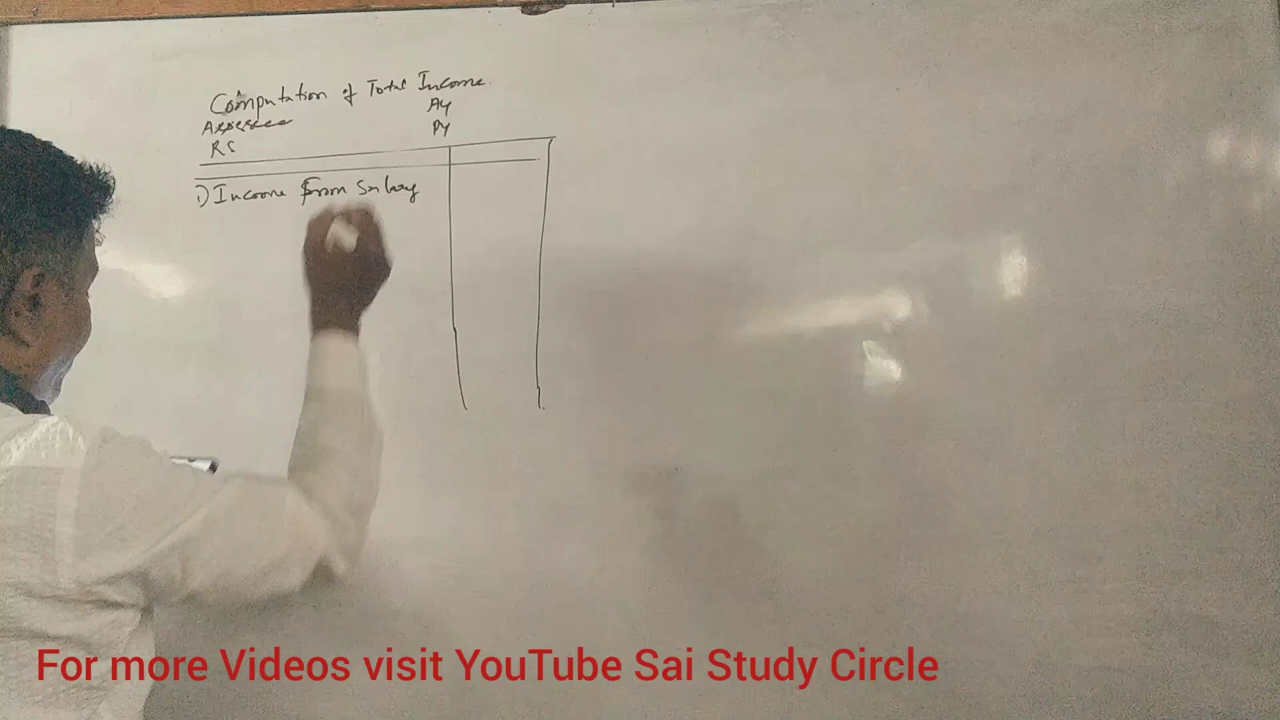 Computation of Total Income
Assessee AY
RS PY
1) Income from Salary
For more Videos visit YouTube Sai Study Circle